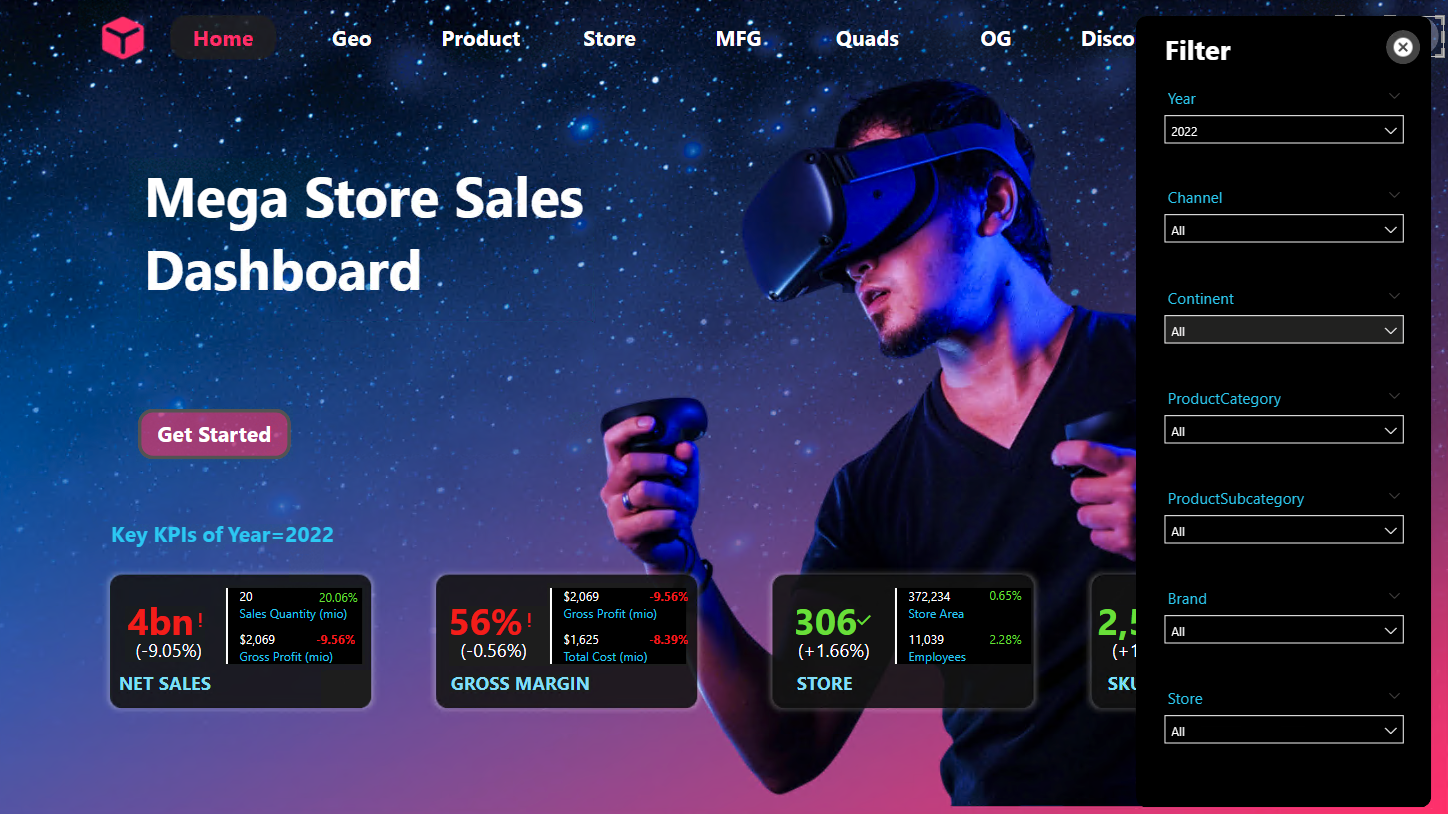 Home
Geo
Product
Store
MFG
Quads
OG
Disco
Filter
Year
2022
Channel
All
Continent
All
ProductCategory
All
ProductSubcategory
All
Brand
All
Store
All
Mega Store Sales
Dashboard
Get Started
Key KPIs of Year=2022
4bn!
(-9.05%)
20 20.06%
Sales Quantity (mio)
$2,069 -9.56%
Gross Profit (mio)
NET SALES
56%!
(-0.56%)
$2,069 -9.56%
Gross Profit (mio)
$1,625 -8.39%
Total Cost (mio)
GROSS MARGIN
306
(+1.66%)
372,234 0.65%
Store Area
11,039 2.28%
Employees
STORE
2,5
(+1
SKU